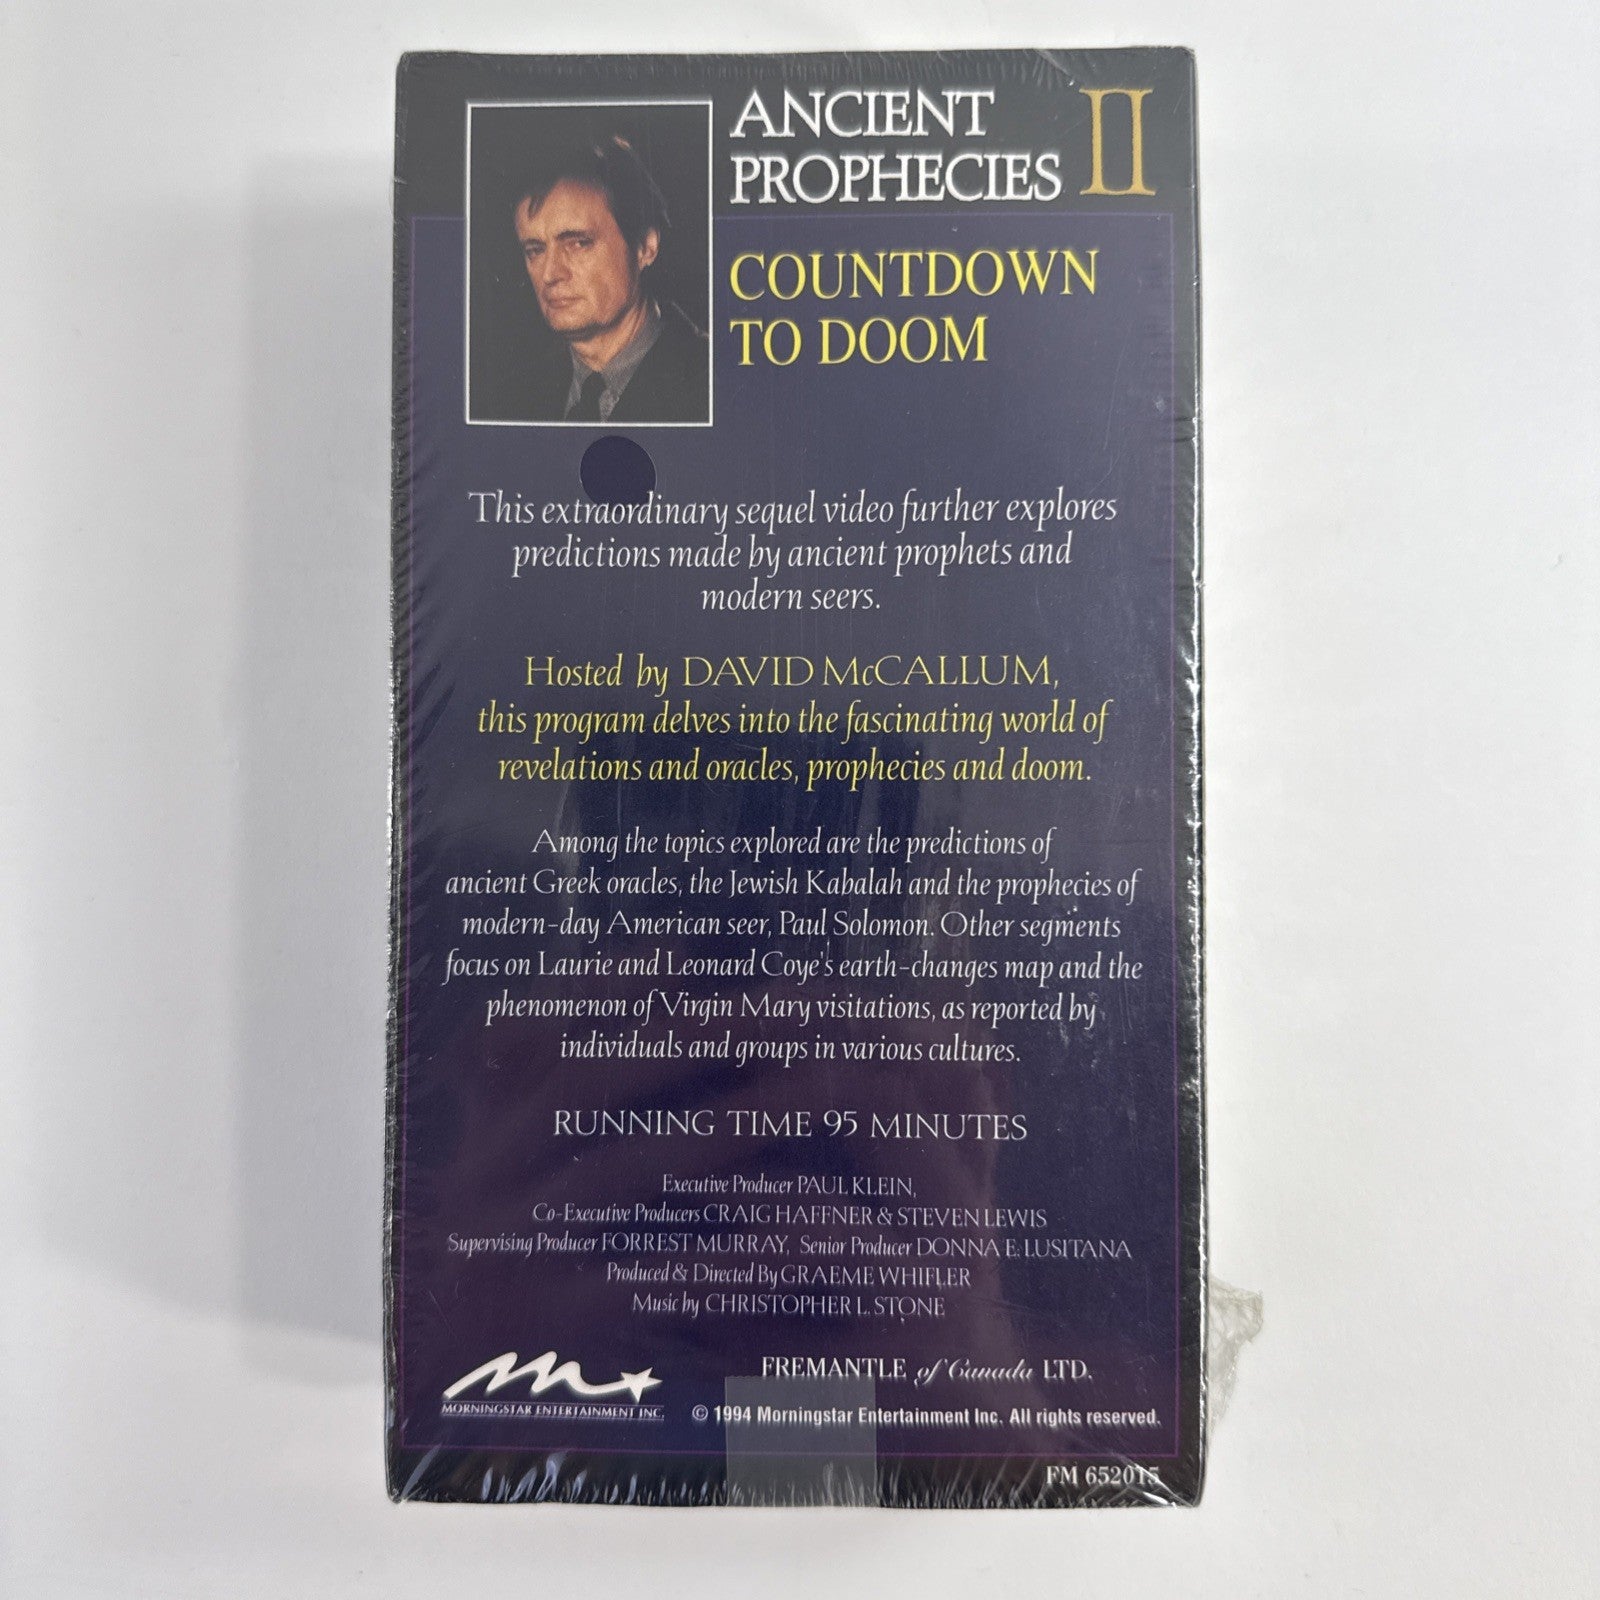 ANCIENT
PROPHECIES II
COUNTDOWN
TO DOOM
This extraordinary sequel video further explores
predictions made by ancient prophets and
modern seers.
Hosted by DAVID McCALLUM,
this program delves into the fascinating world of
revelations and oracles, prophecies and doom.
Among the topics explored are the predictions of
ancient Greek oracles, the Jewish Kabalah and the prophecies of
modern-day American seer, Paul Solomon. Other segments
focus on Laurie and Leonard Coye's earth-changes map and the
phenomenon of Virgin Mary visitations, as reported by
individuals and groups in various cultures.
RUNNING TIME 95 MINUTES
Executive Producer PAUL KLEIN,
Co-Executive Producers CRAIG HAFFNER & STEVEN LEWIS
Supervising Producer FORREST MURRAY, Senior Producer DONNA E. LUSITANA
Produced & Directed By GRAEME WHIFLER
Music by CHRISTOPHER L. STONE
FREMANTLE of Canada LTD.
MORNINGSTAR ENTERTAINMENT INC.
© 1994 Morningstar Entertainment Inc. All rights reserved.
FM 652015